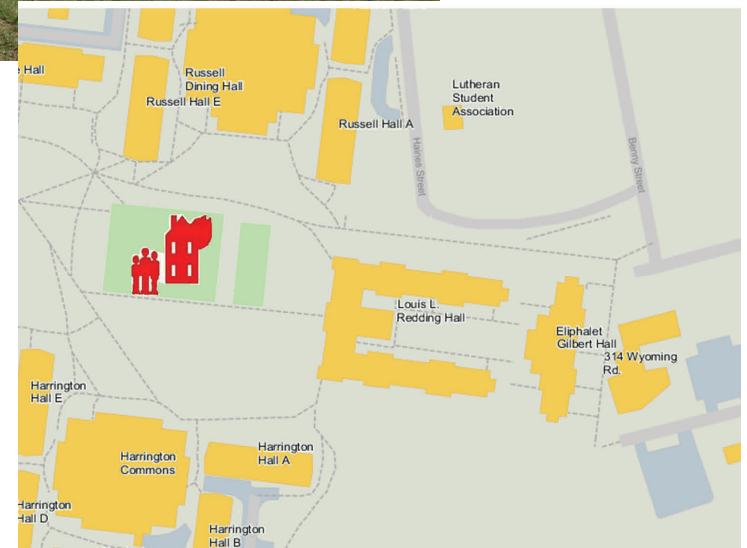 Hall
Russell
Dining Hall
Russell Hall E
Russell Hall A
Lutheran
Student
Association
Haines Street
Benny Street
Louis L.
Redding Hall
Eliphalet
Gilbert Hall
314 Wyoming
Rd.
Harrington
Hall E
Harrington
Commons
Harrington
Hall A
Harrington
Hall D
Harrington
Hall B